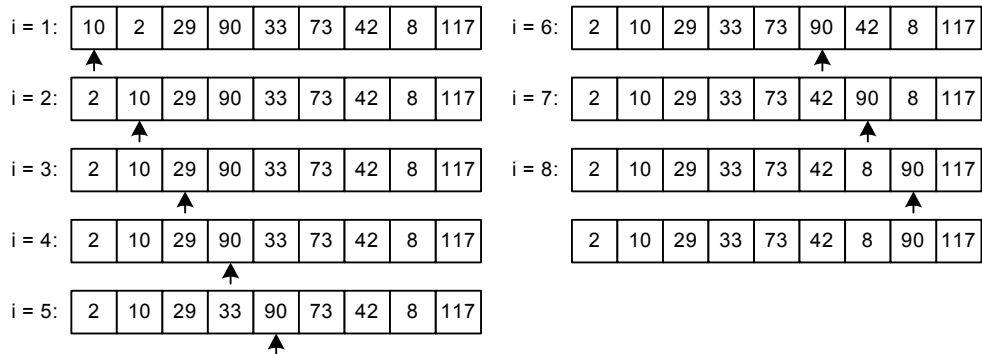 i = 1: 10 2 29 90 33 73 42 8 117
i = 2: 2 10 29 90 33 73 42 8 117
i = 3: 2 10 29 90 33 73 42 8 117
i = 4: 2 10 29 90 33 73 42 8 117
i = 5: 2 10 29 33 90 73 42 8 117
i = 6: 2 10 29 33 73 90 42 8 117
i = 7: 2 10 29 33 73 42 90 8 117
i = 8: 2 10 29 33 73 42 8 90 117
2 10 29 33 73 42 8 90 117